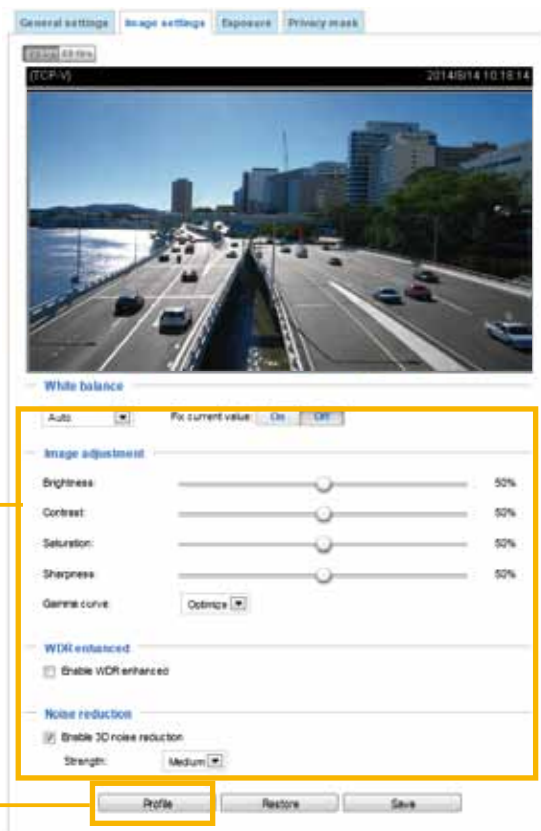 General settings Image settings Exposure Privacy mask
(TCP-V) 2014/8/14 10:18:14
White balance
Auto Fix current value: On Off
Image adjustment
Brightness: 50%
Contrast: 50%
Saturation: 50%
Sharpness: 50%
Gamma curve: Optimize
WDR enhanced
Enable WDR enhanced
Noise reduction
Enable 3D noise reduction
Strength: Medium
Profile Restore Save